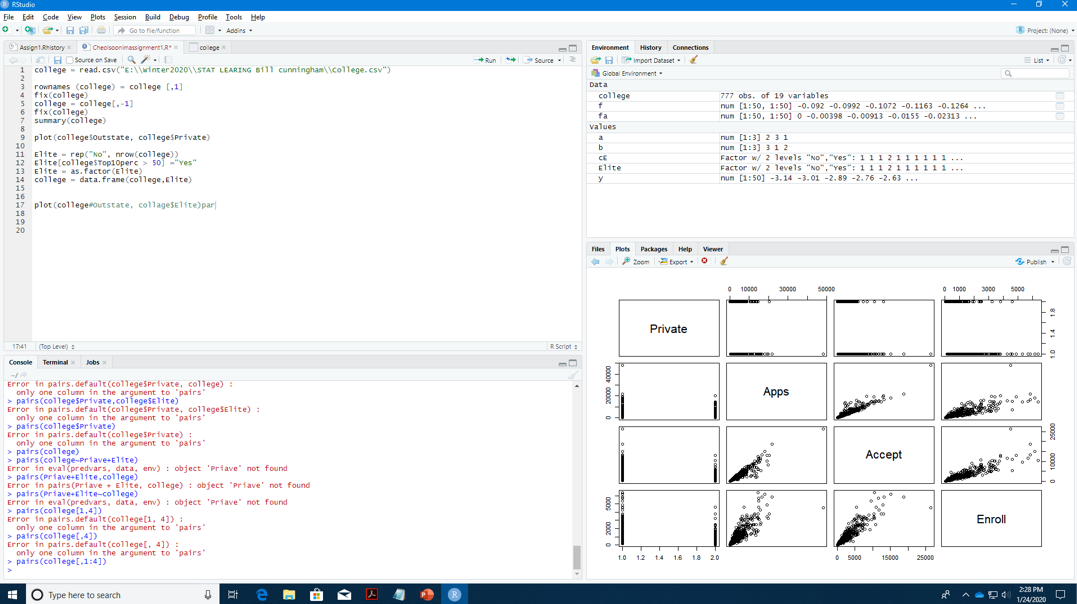 RStudio
File Edit Code View Plots Session Build Debug Profile Tools Help
Go to file/function Addins
Project: (None)
Assign1.Rhistory Cheolsoonimassignment1.R* college
Source on Save Run Source
1 college = read.csv("E:\\Winter2020\\STAT LEARING Bill cunningham\\College.csv")
2
3 rownames (college) = college [,1]
4 fix(college)
5 college = college[,-1]
6 fix(college)
7 summary(college)
8
9 plot(college$Outstate, college$Private)
10
11 Elite = rep("No", nrow(college))
12 Elite[college$Top10perc > 50] ="Yes"
13 Elite = as.factor(Elite)
14 college = data.frame(college,Elite)
15
16
17 plot(college#Outstate, collage$Elite)par
18
19
20
17:41 (Top Level) R Script
Console Terminal Jobs
~/
Error in pairs.default(college$Private, college) :
only one column in the argument to 'pairs'
> pairs(college$Private,college$Elite)
Error in pairs.default(college$Private, college$Elite) :
only one column in the argument to 'pairs'
> pairs(college$Private)
Error in pairs.default(college$Private) :
only one column in the argument to 'pairs'
> pairs(college)
> pairs(college~Priave+Elite)
Error in eval(predvars, data, env) : object 'Priave' not found
> pairs(Priave+Elite,college)
Error in pairs(Priave + Elite, college) : object 'Priave' not found
> pairs(Priave+Elite~college)
Error in eval(predvars, data, env) : object 'Priave' not found
> pairs(college[1,4])
Error in pairs.default(college[1, 4]) :
only one column in the argument to 'pairs'
> pairs(college[,4])
Error in pairs.default(college[, 4]) :
only one column in the argument to 'pairs'
> pairs(college[,1:4])
>
Environment History Connections
Import Dataset List
Global Environment
Data
college 777 obs. of 19 variables
f num [1:50, 1:50] -0.092 -0.0992 -0.1072 -0.1163 -0.1264 ...
fa num [1:50, 1:50] 0 -0.00398 -0.00913 -0.0155 -0.02313 ...
Values
a num [1:3] 2 3 1
b num [1:3] 3 1 2
cE Factor w/ 2 levels "No","Yes": 1 1 1 2 1 1 1 1 1 1 ...
Elite Factor w/ 2 levels "No","Yes": 1 1 1 2 1 1 1 1 1 1 ...
y num [1:50] -3.14 -3.01 -2.89 -2.76 -2.63 ...
Files Plots Packages Help Viewer
Zoom Export Publish
0 10000 30000 50000 0 1000 3000 5000
Private
1.0 1.4 1.8
0 20000 40000
Apps
Accept
0 10000 25000
0 2000 5000
Enroll
1.0 1.2 1.4 1.6 1.8 2.0 0 5000 15000 25000
Type here to search
2:28 PM
1/24/2020